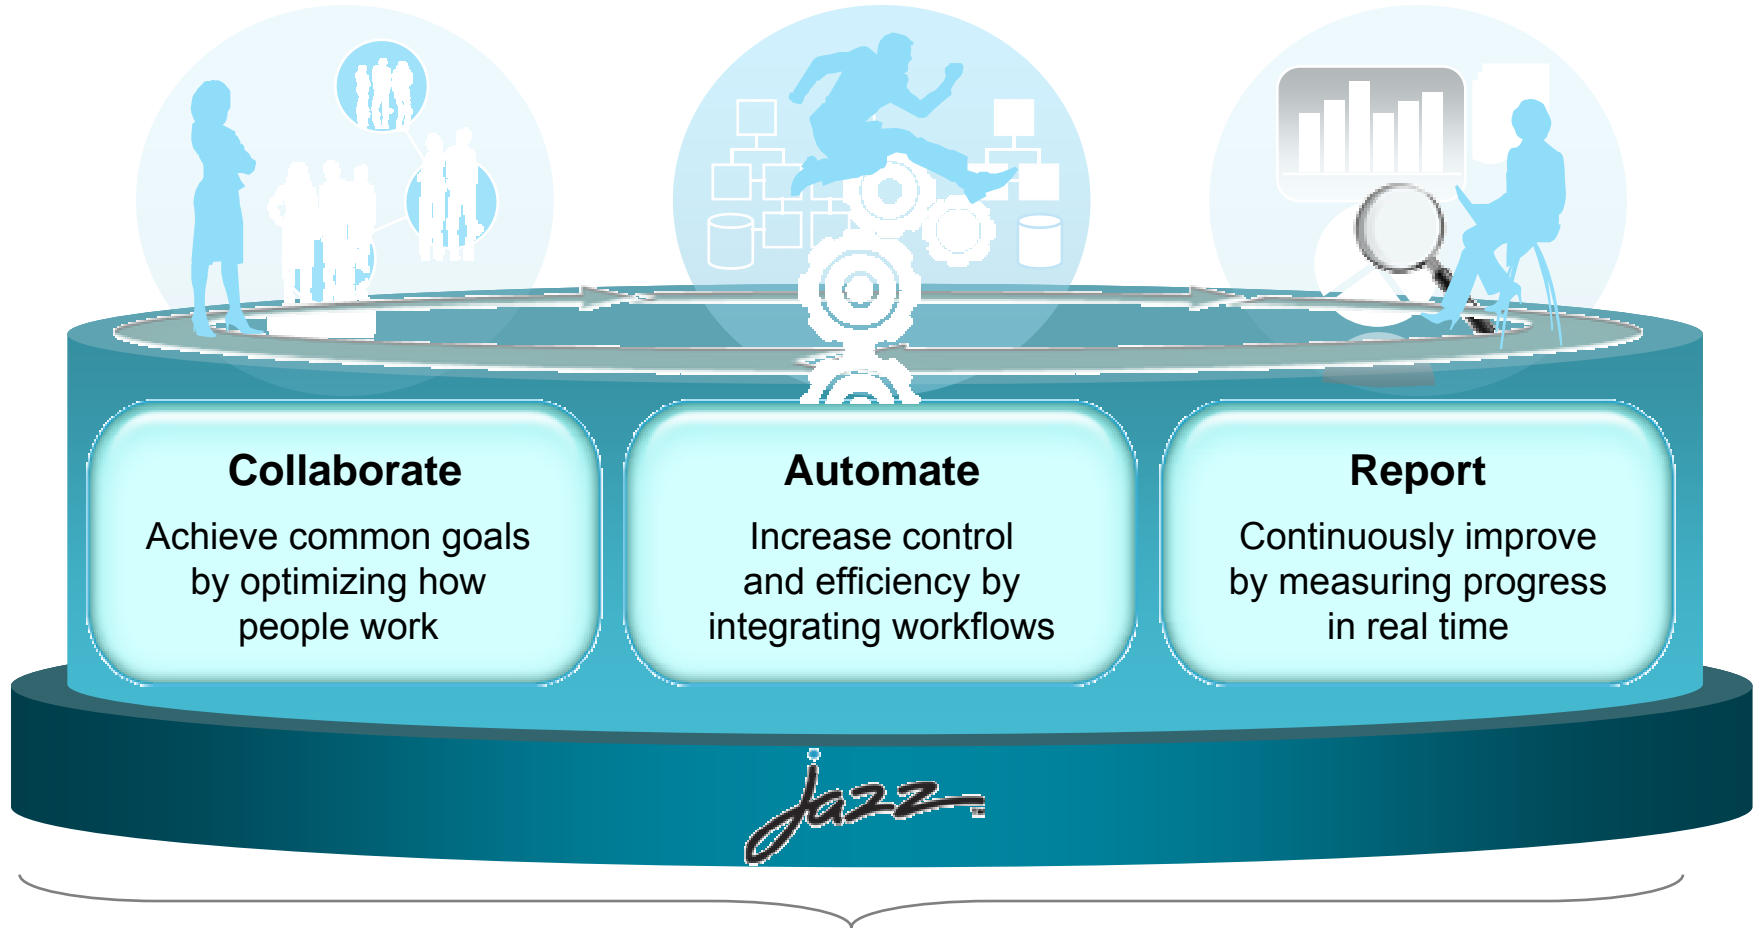 Collaborate
Achieve common goals
by optimizing how
people work
Automate
Increase control
and efficiency by
integrating workflows
Report
Continuously improve
by measuring progress
in real time
jazz